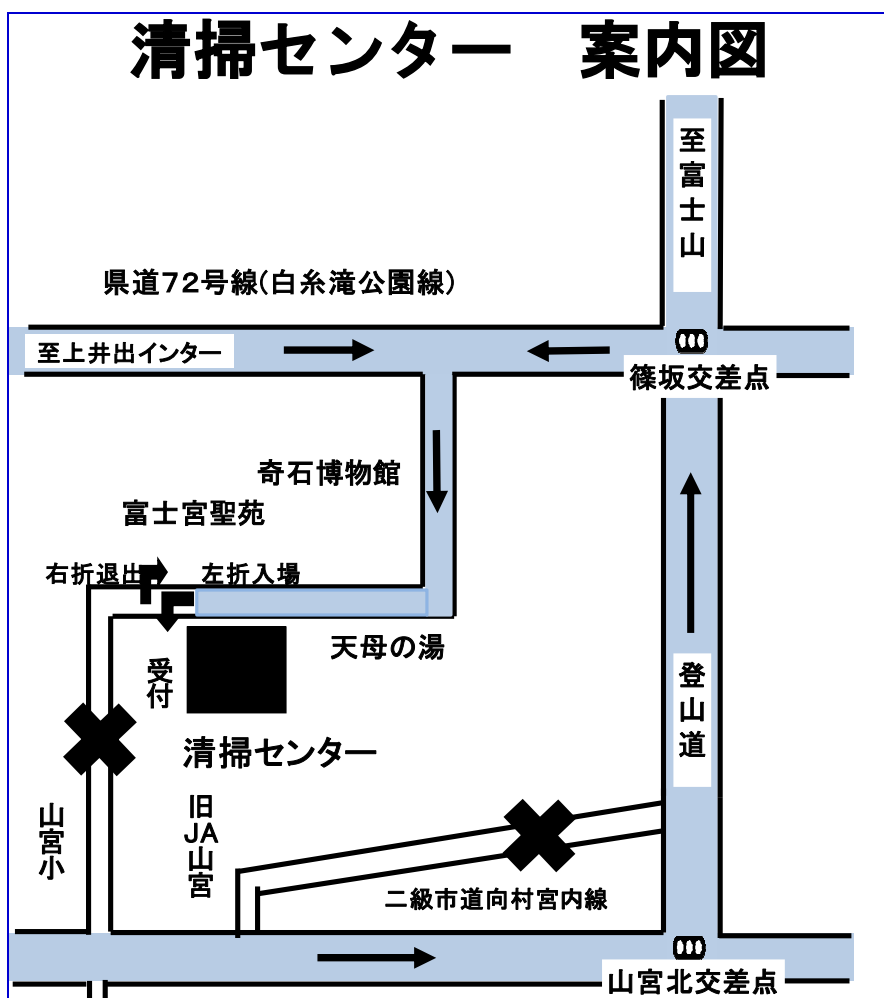 清掃センター　案内図
至富士山
県道７２号線(白糸滝公園線)
至上井出インター
篠坂交差点
奇石博物館
富士宮聖苑
右折退出
左折入場
天母の湯
受付
登山道
清掃センター
山宮小
旧JA山宮
二級市道向村宮内線
山宮北交差点